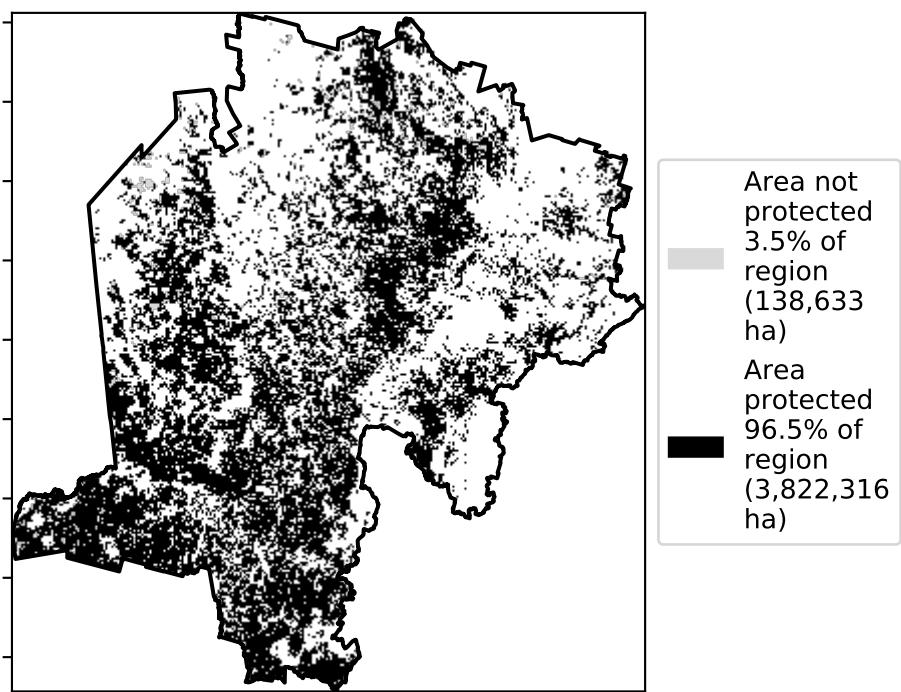 Area not
protected
3.5% of
region
(138,633
ha)
Area
protected
96.5% of
region
(3,822,316
ha)